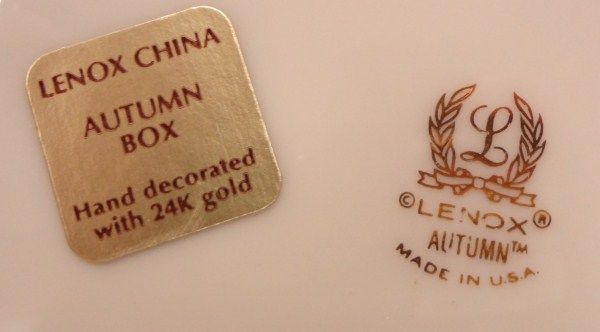 LENOX CHINA
AUTUMN
BOX
Hand decorated
with 24K gold
L
©LENOX®
AUTUMN™
MADE IN U.S.A.